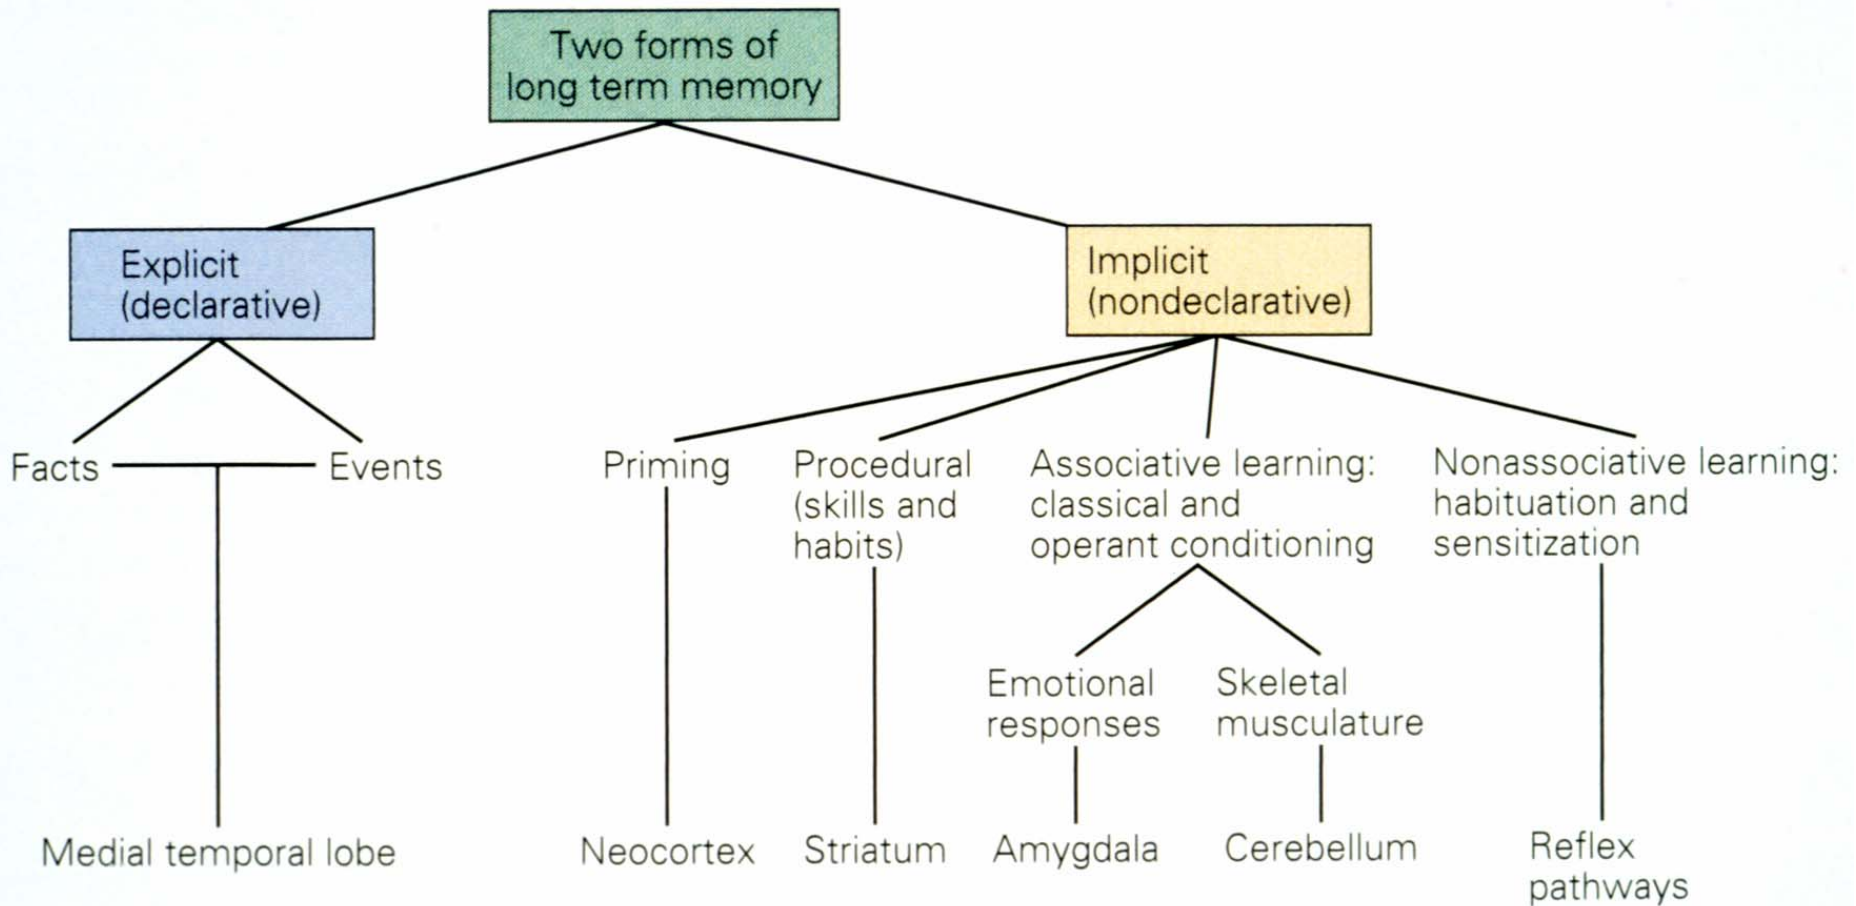 Two forms of
long term memory
Explicit
(declarative)
Implicit
(nondeclarative)
Facts
Events
Priming
Procedural
(skills and
habits)
Associative learning:
classical and
operant conditioning
Nonassociative learning:
habituation and
sensitization
Emotional
responses
Skeletal
musculature
Medial temporal lobe
Neocortex
Striatum
Amygdala
Cerebellum
Reflex
pathways